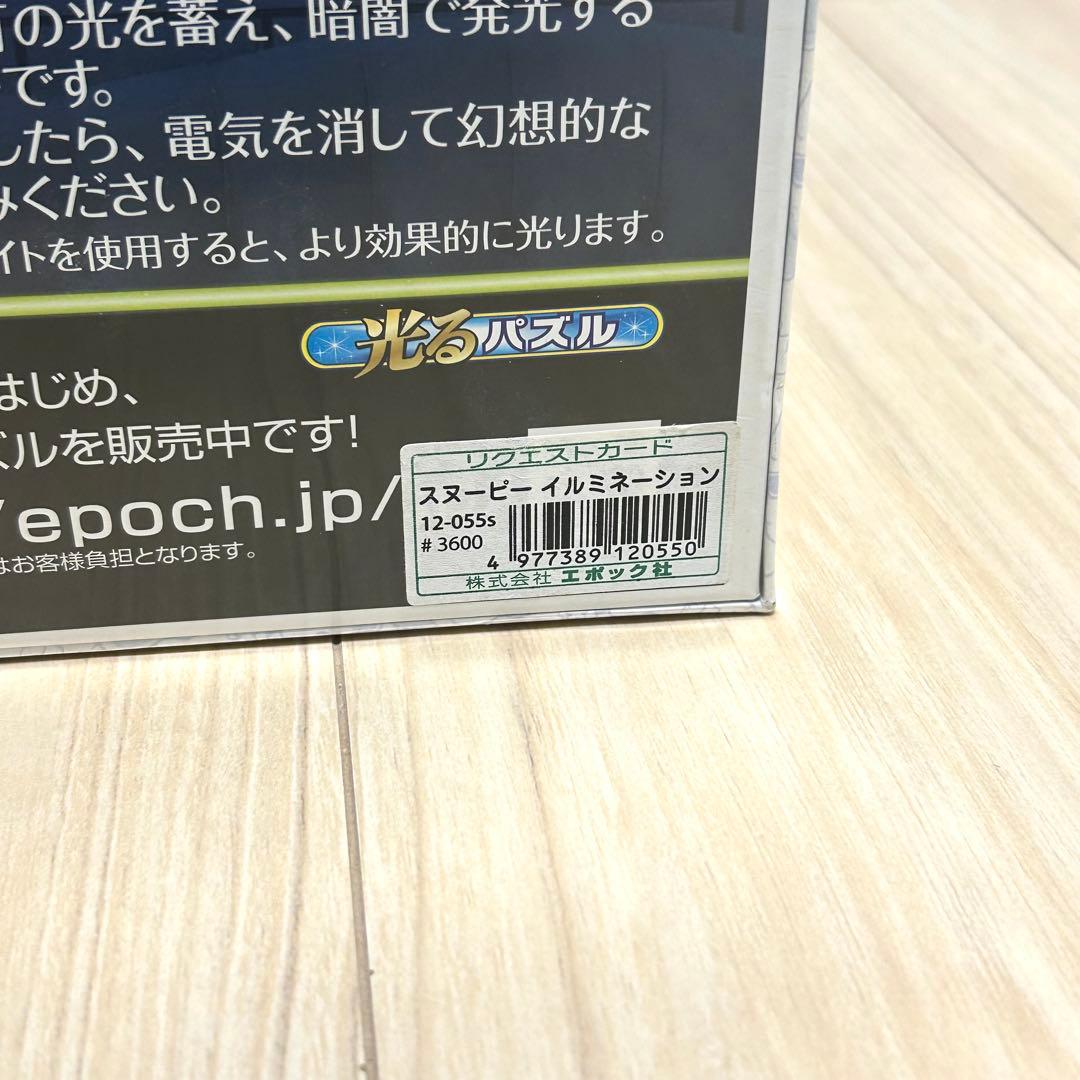 の光を蓄え、暗闇で発光する
です。
したら、電気を消して幻想的な
みください。
イトを使用すると、より効果的に光ります。
光るパズル
はじめ、
ズルを販売中です!
/epoch.jp/
はお客様負担となります。
リクエストカード
スヌーピー イルミネーション
12-055s
# 3600
4 977389 120550
株式会社 エポック社